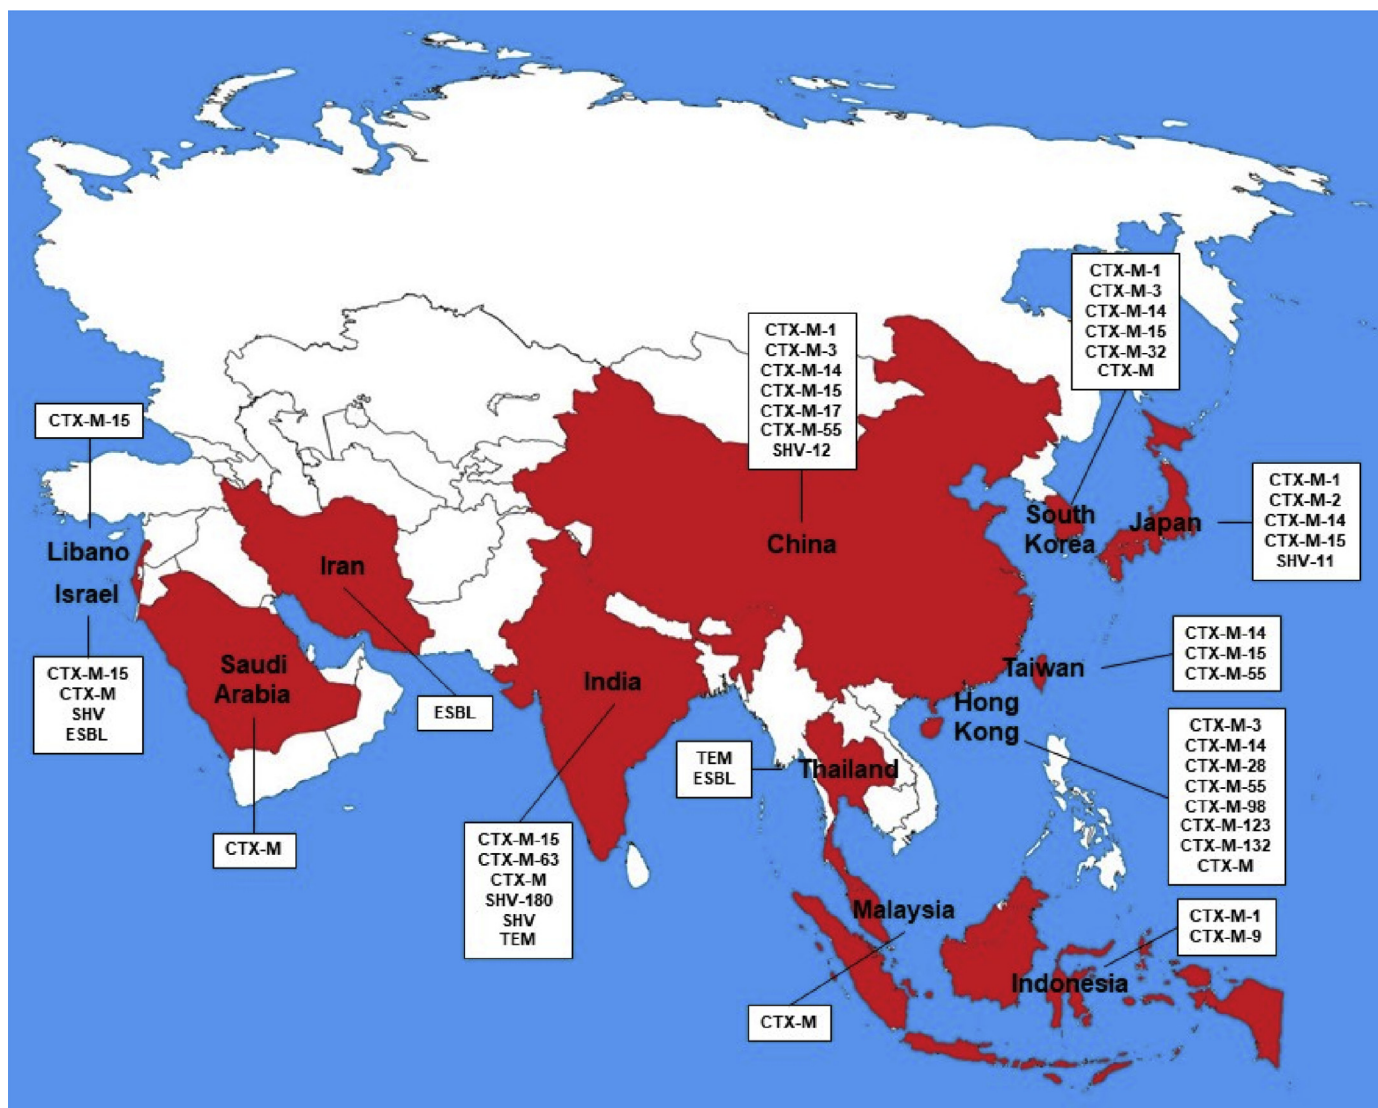 CTX-M-1
CTX-M-3
CTX-M-14
CTX-M-15
CTX-M-32
CTX-M
CTX-M-1
CTX-M-3
CTX-M-14
CTX-M-15
CTX-M-17
CTX-M-55
SHV-12
CTX-M-15
CTX-M-1
CTX-M-2
CTX-M-14
CTX-M-15
SHV-11
South
Korea
Japan
China
Libano
Iran
Israel
CTX-M-14
CTX-M-15
CTX-M-55
CTX-M-15
CTX-M
SHV
ESBL
Saudi
Arabia
India
Taiwan
Hong
Kong
ESBL
CTX-M-3
CTX-M-14
CTX-M-28
CTX-M-55
CTX-M-98
CTX-M-123
CTX-M-132
CTX-M
TEM
ESBL
Thailand
CTX-M
CTX-M-15
CTX-M-63
CTX-M
SHV-180
SHV
TEM
Malaysia
CTX-M-1
CTX-M-9
Indonesia
CTX-M